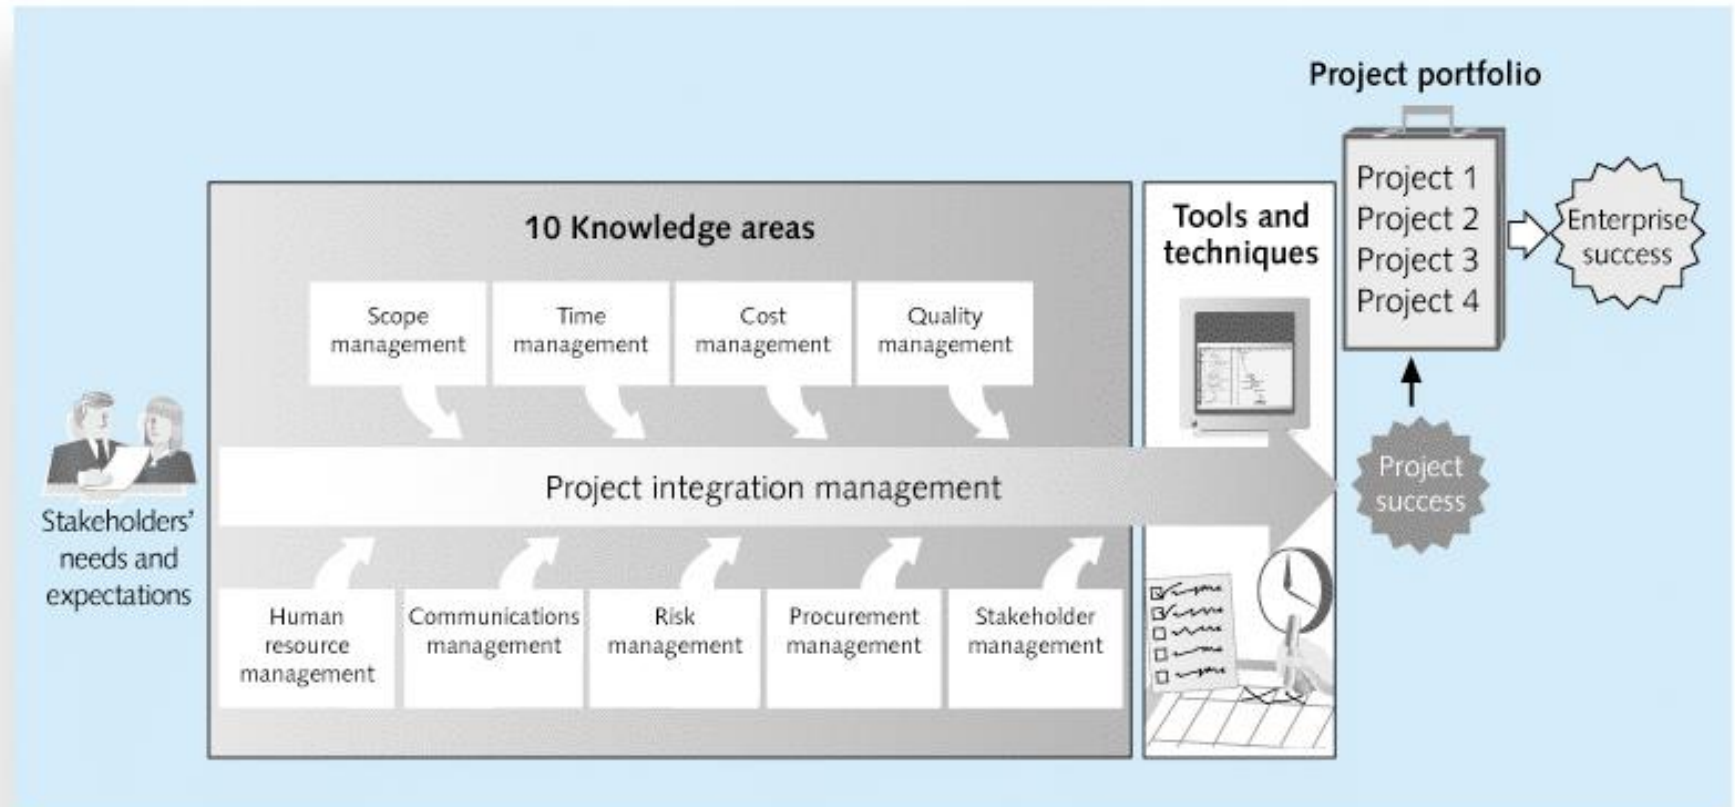 Project portfolio
Project 1
Project 2
Project 3
Project 4
Enterprise
success
10 Knowledge areas
Tools and
techniques
Scope
management
Time
management
Cost
management
Quality
management
Stakeholders'
needs and
expectations
Project integration management
Project
success
Human
resource
management
Communications
management
Risk
management
Procurement
management
Stakeholder
management